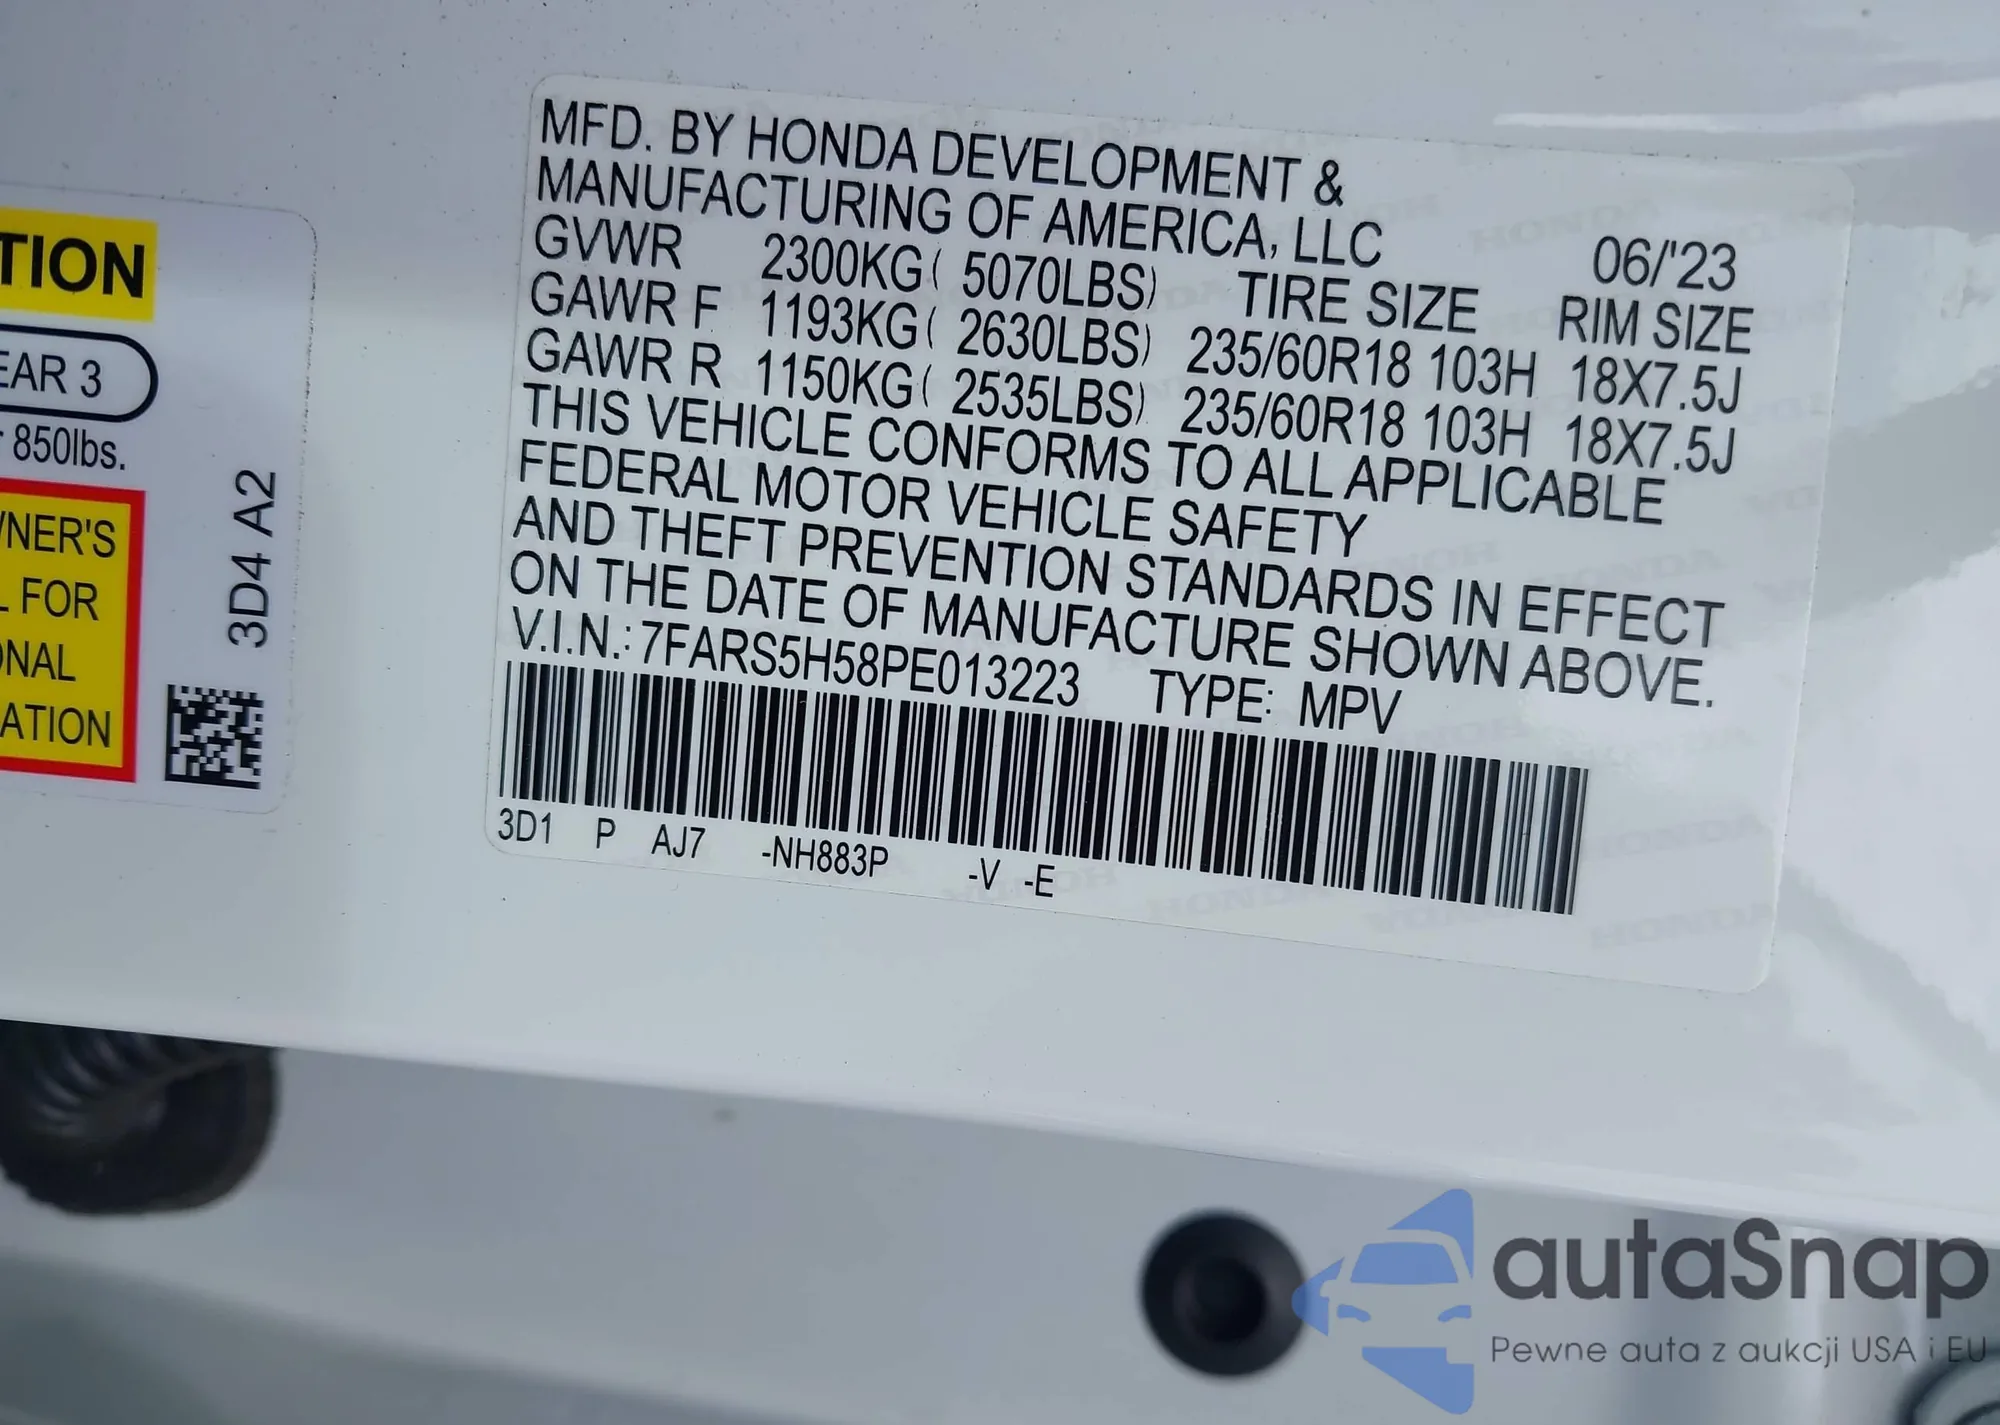 MFD. BY HONDA DEVELOPMENT &
MANUFACTURING OF AMERICA, LLC 06/'23
GVWR 2300KG( 5070LBS) TIRE SIZE RIM SIZE
GAWR F 1193KG( 2630LBS) 235/60R18 103H 18X7.5J
GAWR R 1150KG( 2535LBS) 235/60R18 103H 18X7.5J
THIS VEHICLE CONFORMS TO ALL APPLICABLE
FEDERAL MOTOR VEHICLE SAFETY
AND THEFT PREVENTION STANDARDS IN EFFECT
ON THE DATE OF MANUFACTURE SHOWN ABOVE.
V.I.N.: 7FARS5H58PE013223 TYPE: MPV
3D1 P AJ7 -NH883P -V -E
TION
EAR 3
850lbs.
WNER'S
L FOR
ONAL
ATION
3D4 A2
autaSnap
Pewne auta z aukcji USA i EU